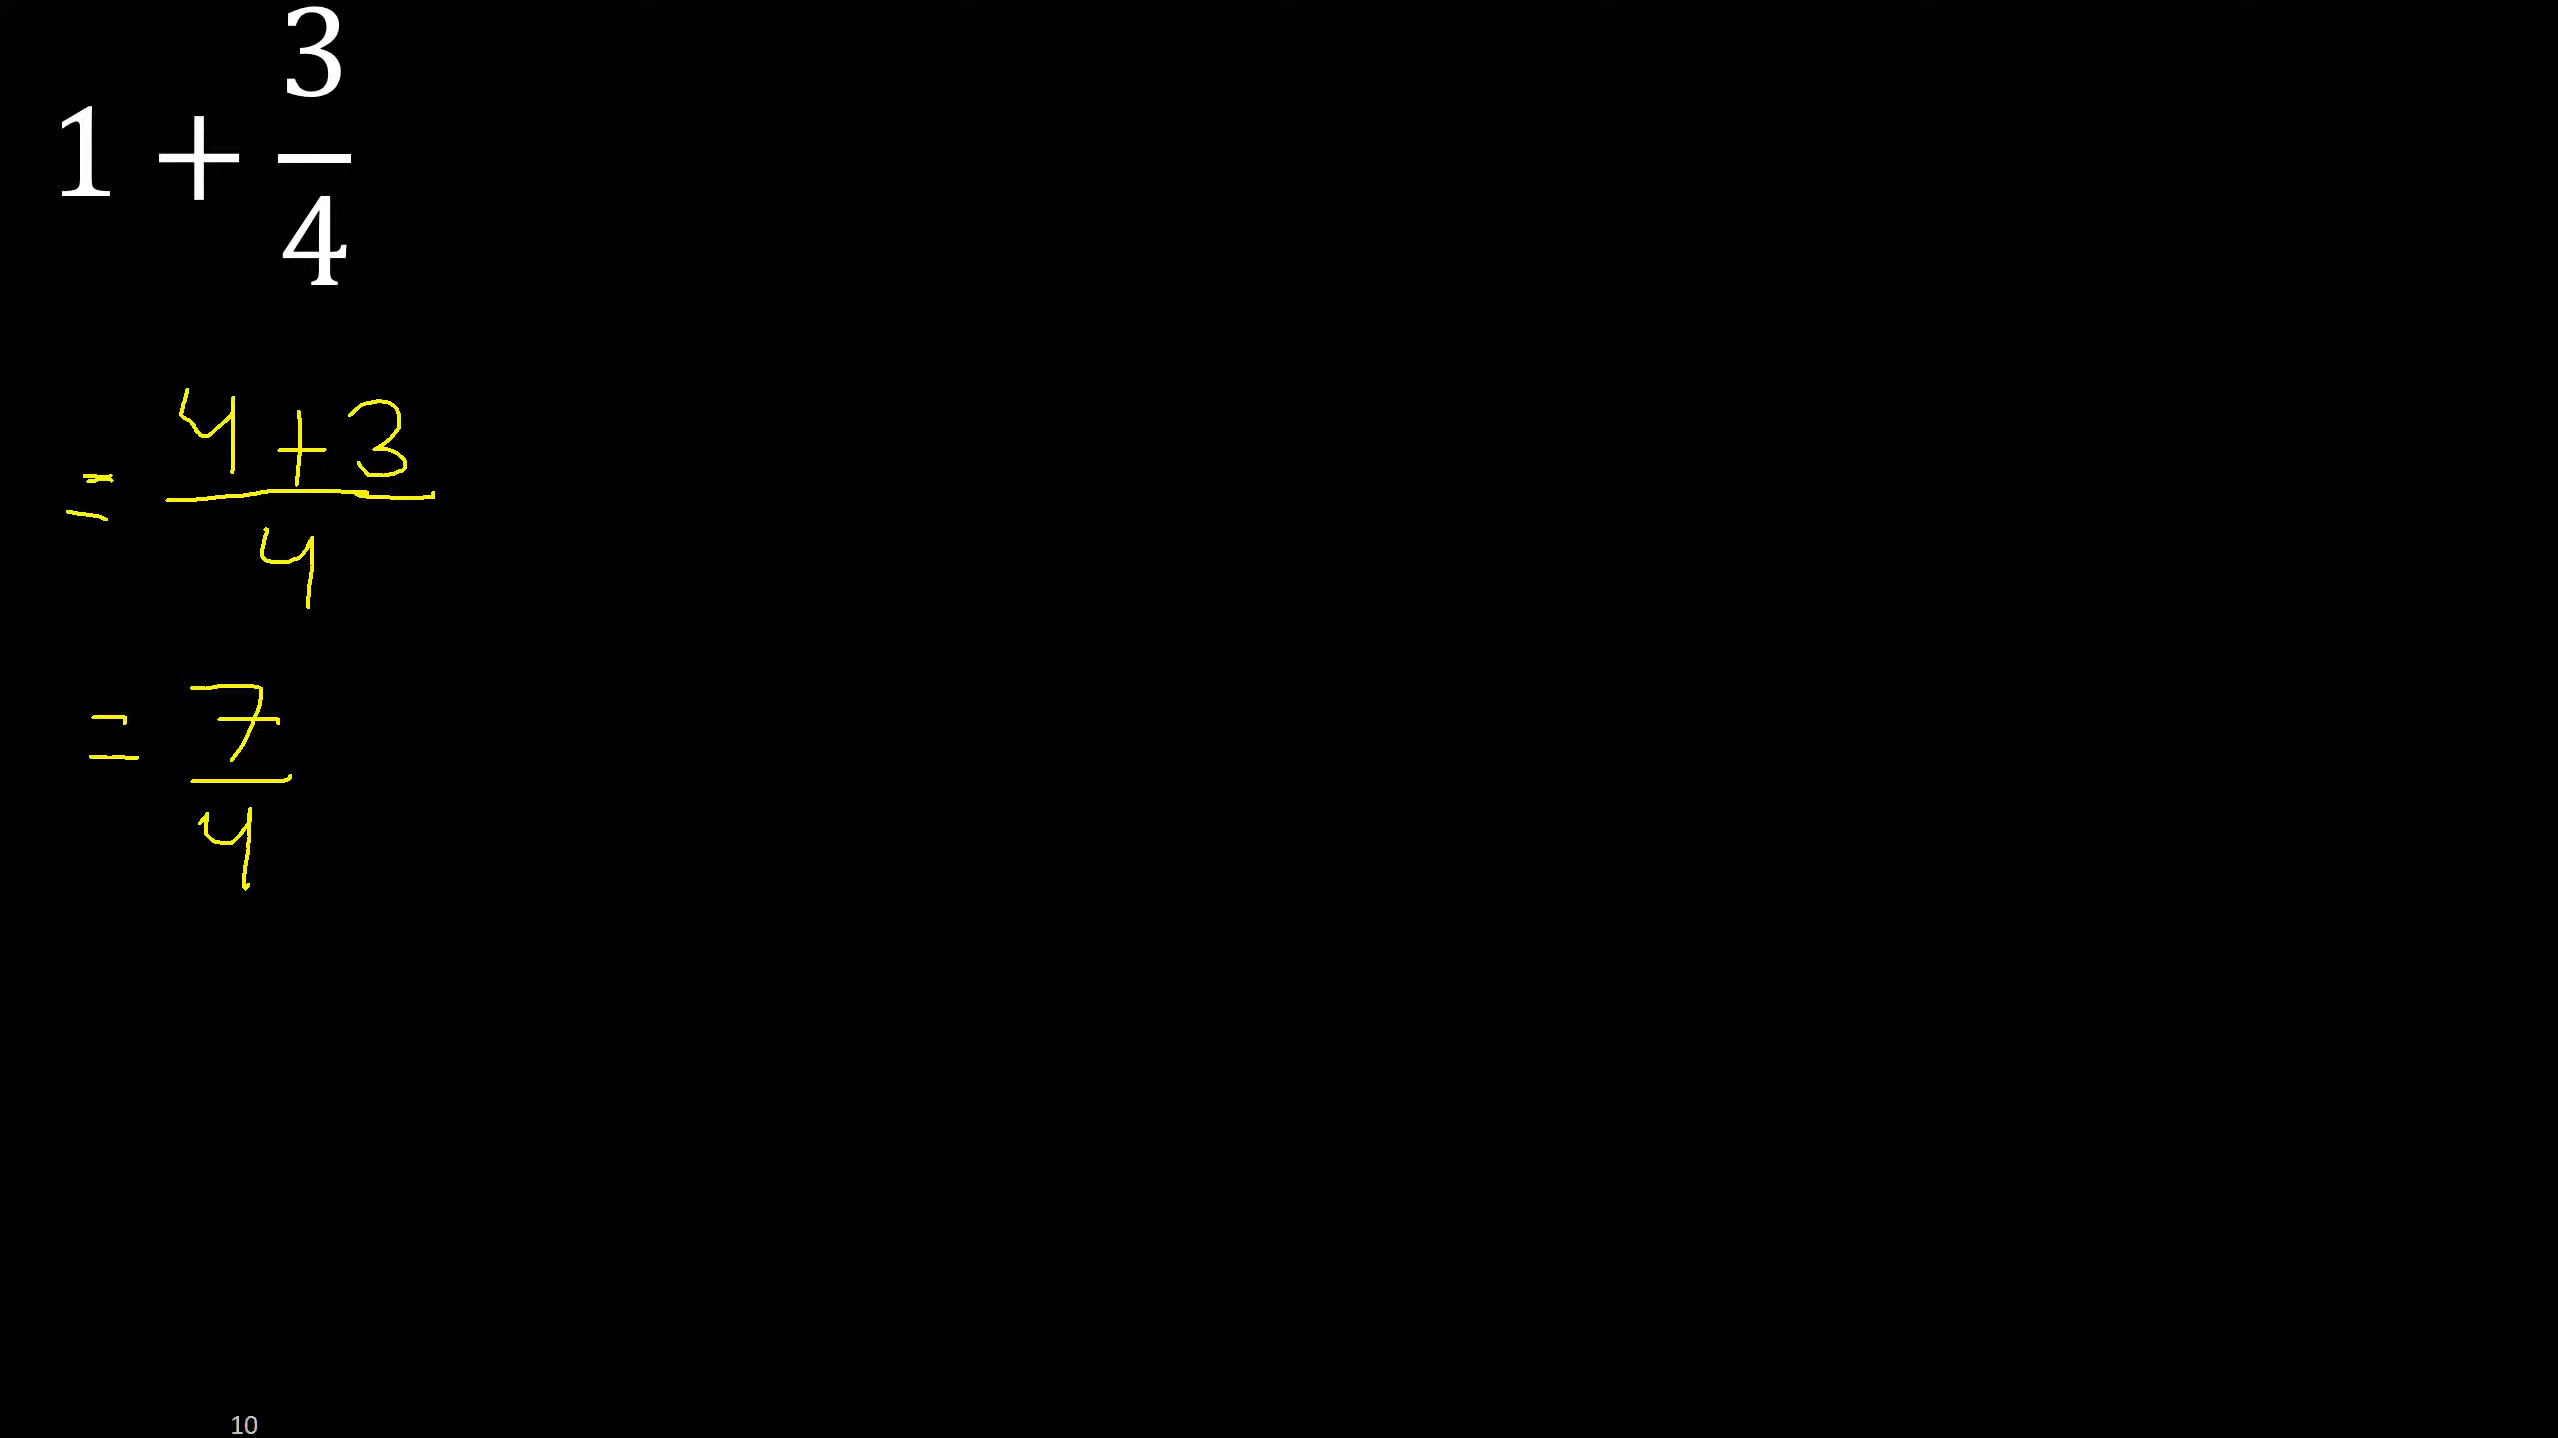 1 + 3/4
= (4+3)/4
= 7/4
10